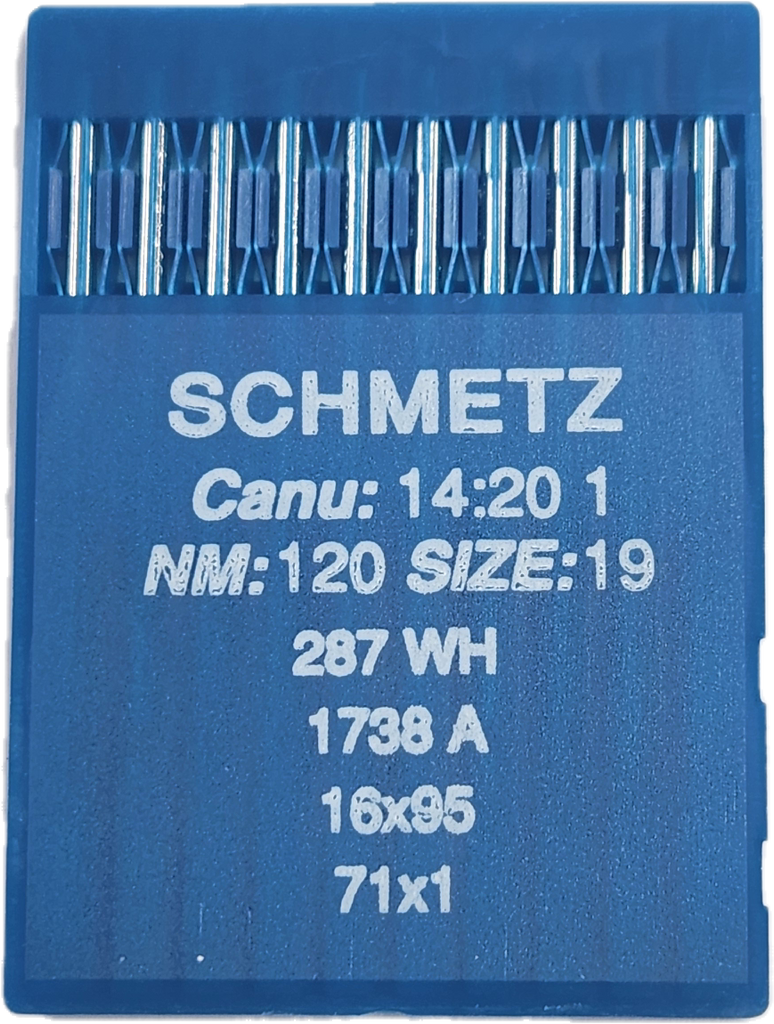 SCHMETZ
Canu: 14:20 1
NM:120 SIZE:19
287 WH
1738 A
16x95
71x1